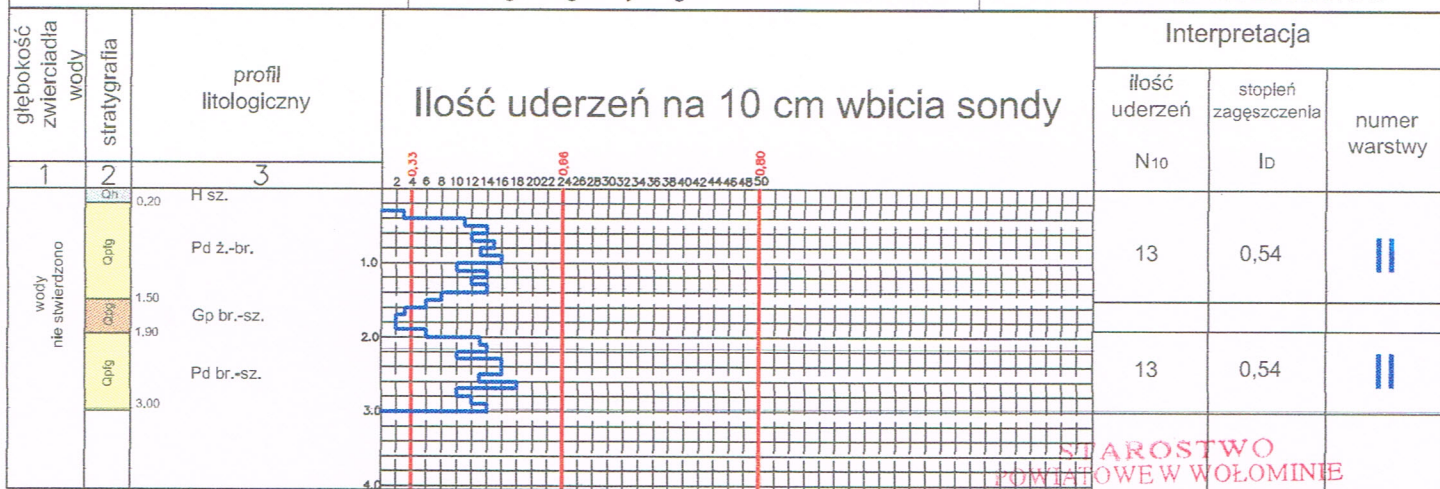 głębokość
zwierciadła
wody
stratygrafia
profil
litologiczny
Ilość uderzeń na 10 cm wbicia sondy
Interpretacja
ilość
uderzeń
N10
stopień
zagęszczenia
ID
numer
warstwy
1
2
3
0,33
0,66
0,80
2 4 6 8 10 12 14 16 18 20 22 24 26 28 30 32 34 36 38 40 42 44 46 48 50
wody
nie stwierdzono
Qh
0,20
H sz.
Qpfg
Pd ż.-br.
1.0
13
0,54
II
1.50
Qpg
Gp br.-sz.
1.90
2.0
Qpfg
Pd br.-sz.
13
0,54
II
3,00
3.0
4.0
STAROSTWO
POWIATOWE W WOŁOMINIE